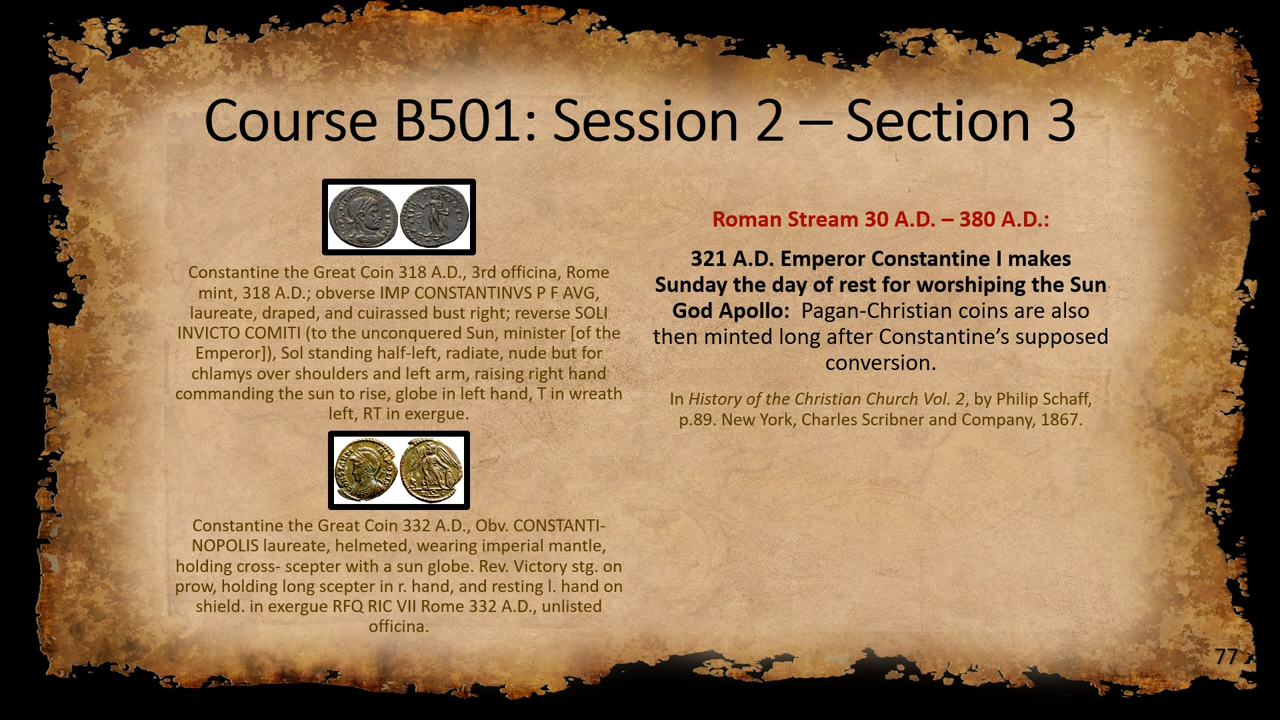 Course B501: Session 2 – Section 3
Constantine the Great Coin 318 A.D., 3rd officina, Rome
mint, 318 A.D.; obverse IMP CONSTANTINVS P F AVG,
laureate, draped, and cuirassed bust right; reverse SOLI
INVICTO COMITI (to the unconquered Sun, minister [of the
Emperor]), Sol standing half-left, radiate, nude but for
chlamys over shoulders and left arm, raising right hand
commanding the sun to rise, globe in left hand, T in wreath
left, RT in exergue.
Constantine the Great Coin 332 A.D., Obv. CONSTANTI-
NOPOLIS laureate, helmeted, wearing imperial mantle,
holding cross- scepter with a sun globe. Rev. Victory stg. on
prow, holding long scepter in r. hand, and resting l. hand on
shield. in exergue RFQ RIC VII Rome 332 A.D., unlisted
officina.
Roman Stream 30 A.D. – 380 A.D.:
321 A.D. Emperor Constantine I makes
Sunday the day of rest for worshiping the Sun
God Apollo:  Pagan-Christian coins are also
then minted long after Constantine’s supposed
conversion.
In History of the Christian Church Vol. 2, by Philip Schaff,
p.89. New York, Charles Scribner and Company, 1867.
77